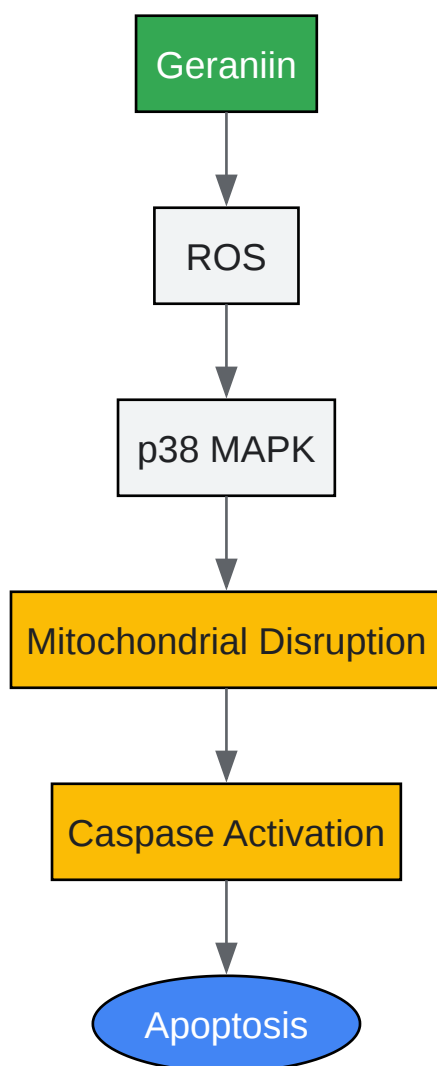 Geraniin
ROS
p38 MAPK
Mitochondrial Disruption
Caspase Activation
Apoptosis